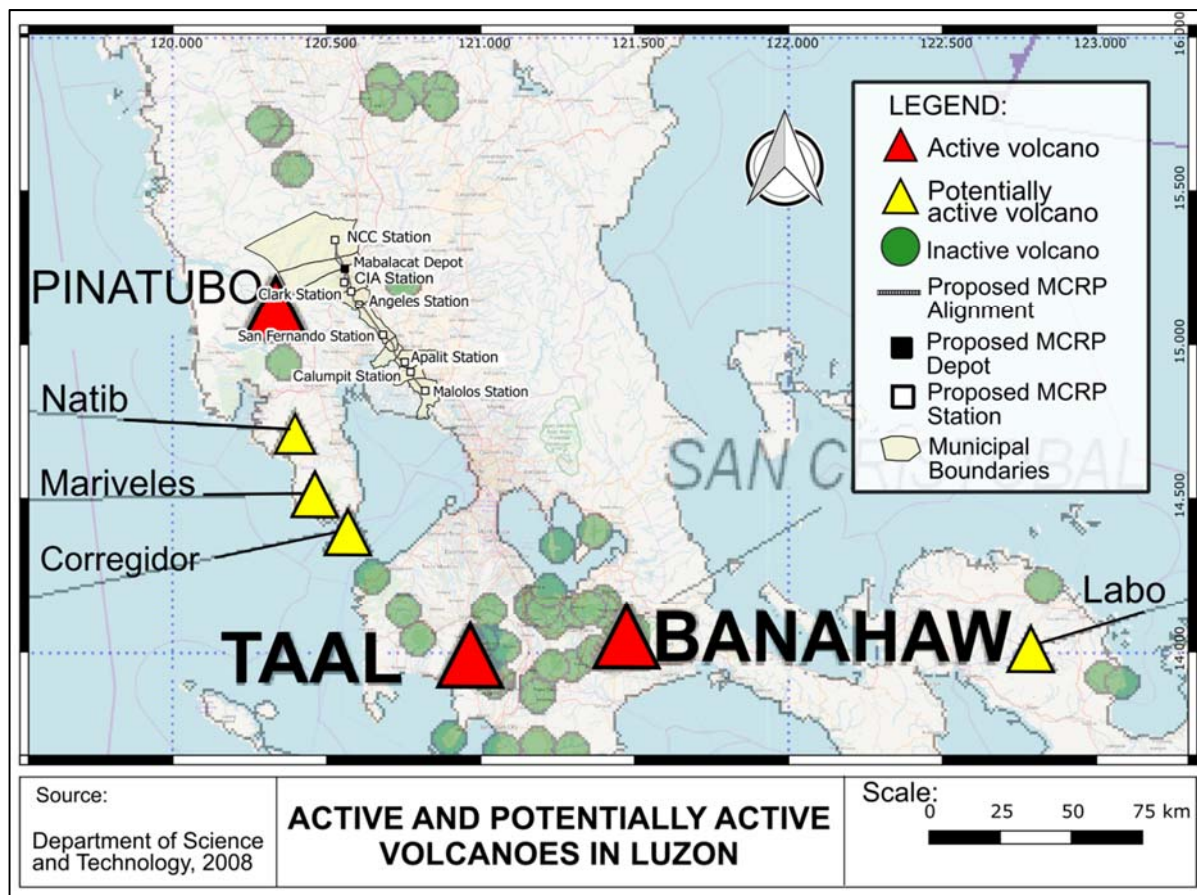 120.000
120.500
121.000
121.500
122.000
122.500
123.000
16.000
15.500
15.000
14.500
14.000
LEGEND:
Active volcano
Potentially
active volcano
Inactive volcano
Proposed MCRP
Alignment
Proposed MCRP
Depot
Proposed MCRP
Station
Municipal
Boundaries
NCC Station
Mabalacat Depot
CIA Station
Clark Station
Angeles Station
San Fernando Station
Apalit Station
Calumpit Station
Malolos Station
PINATUBO
Natib
Mariveles
Corregidor
SAN CRISTOBAL
TAAL
BANAHAW
Labo
Source:
Department of Science
and Technology, 2008
ACTIVE AND POTENTIALLY ACTIVE
VOLCANOES IN LUZON
Scale:
0 25 50 75 km